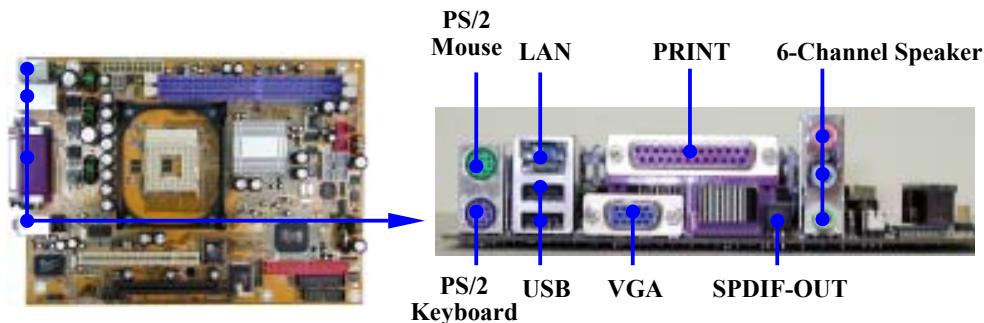 PS/2
Mouse
LAN
PRINT
6-Channel Speaker
PS/2
Keyboard
USB
VGA
SPDIF-OUT